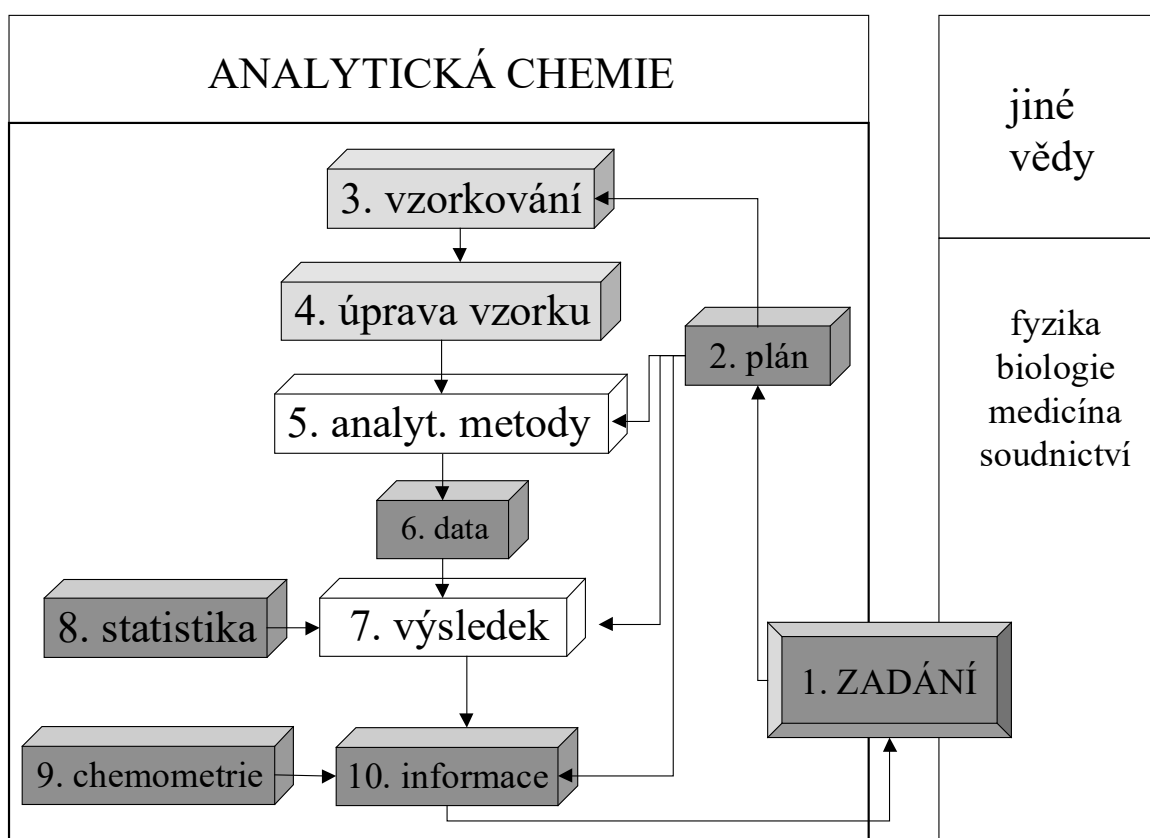 ANALYTICKÁ CHEMIE
jiné
vědy
3. vzorkování
4. úprava vzorku
2. plán
5. analyt. metody
6. data
8. statistika
7. výsledek
1. ZADÁNÍ
9. chemometrie
10. informace
fyzika
biologie
medicína
soudnictví